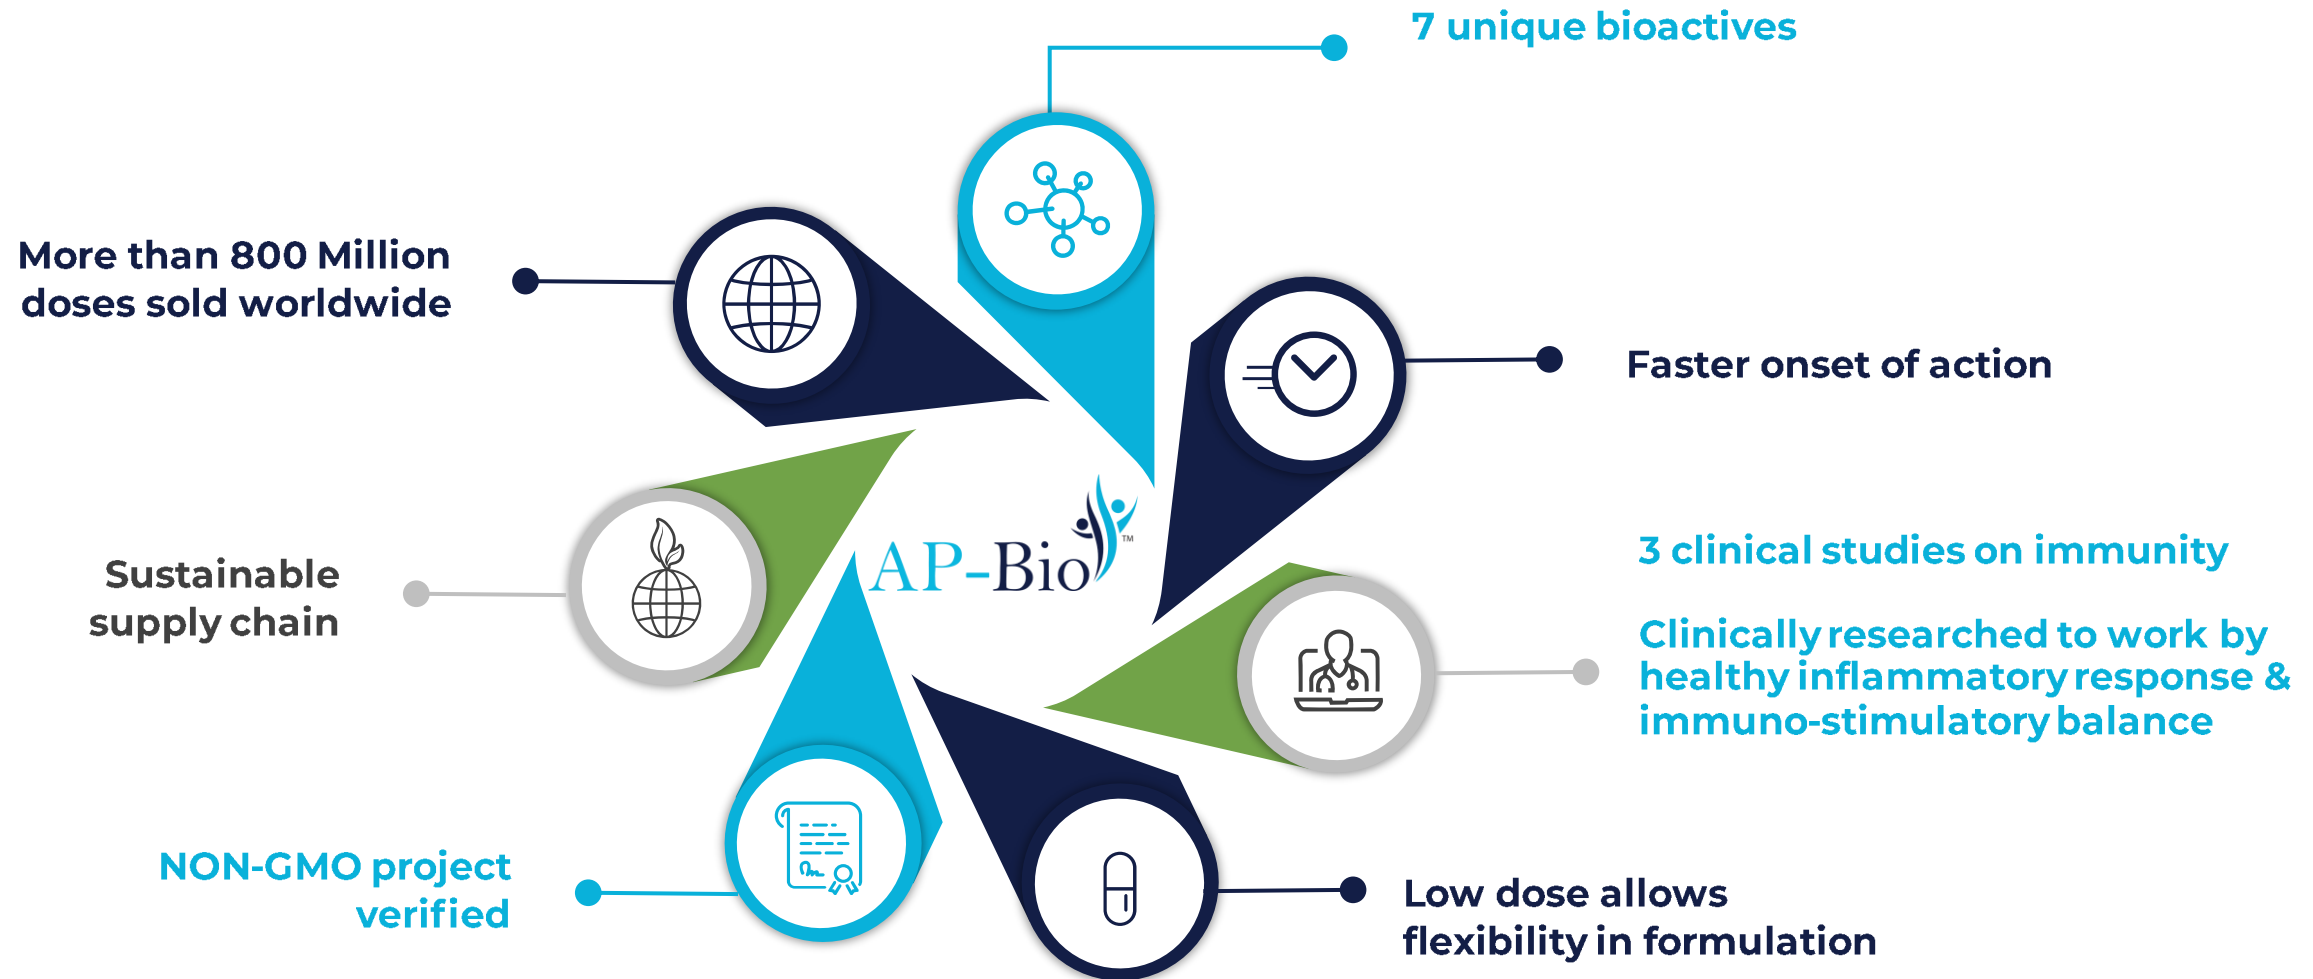 7 unique bioactives
More than 800 Million
doses sold worldwide
Faster onset of action
AP-Bio™
3 clinical studies on immunity
Clinically researched to work by
healthy inflammatory response &
immuno-stimulatory balance
Sustainable
supply chain
NON-GMO project
verified
Low dose allows
flexibility in formulation